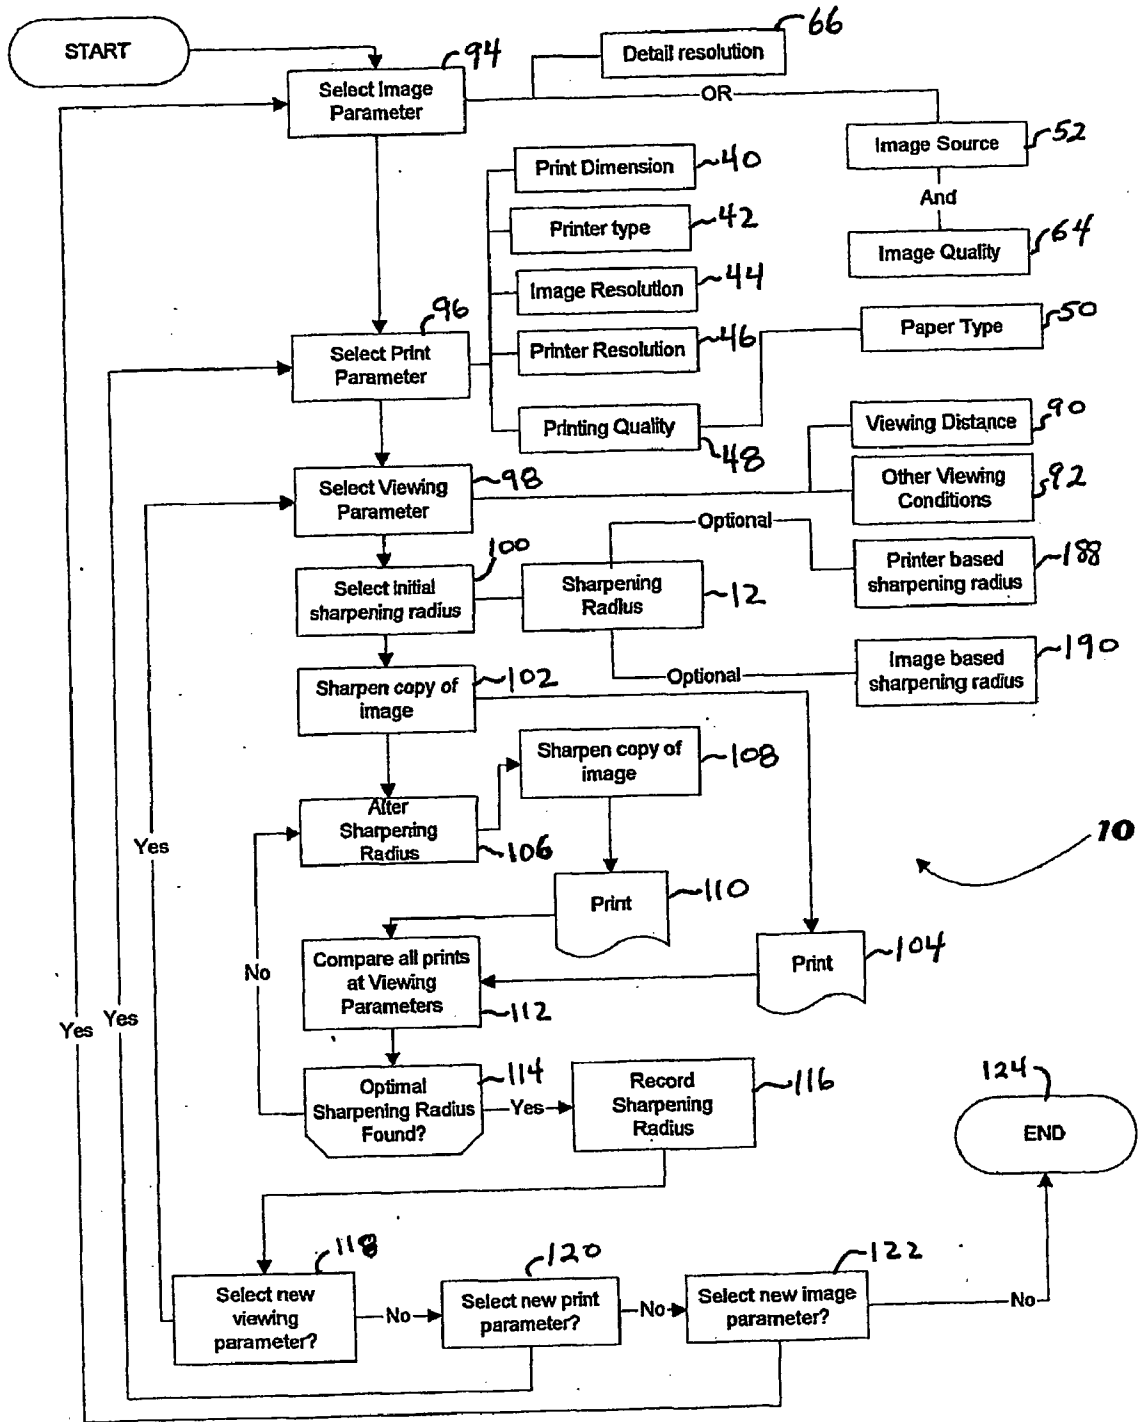 START
Select Image
Parameter
94
Detail resolution
66
OR
Image Source
52
And
Image Quality
64
Print Dimension
40
Printer type
42
Image Resolution
44
Printer Resolution
46
Printing Quality
48
Paper Type
50
Select Print
Parameter
96
Select Viewing
Parameter
98
Viewing Distance
90
Other Viewing
Conditions
92
Select initial
sharpening radius
100
Sharpening
Radius
12
Optional
Printer based
sharpening radius
188
Optional
Image based
sharpening radius
190
Sharpen copy of
image
102
Sharpen copy of
image
108
Alter
Sharpening
Radius
106
Print
110
Print
104
10
Compare all prints
at Viewing
Parameters
112
Optimal
Sharpening Radius
Found?
114
No
Yes
Record
Sharpening
Radius
116
Yes
Yes
Yes
Select new
viewing
parameter?
118
No
Select new print
parameter?
120
No
Select new image
parameter?
122
No
END
124